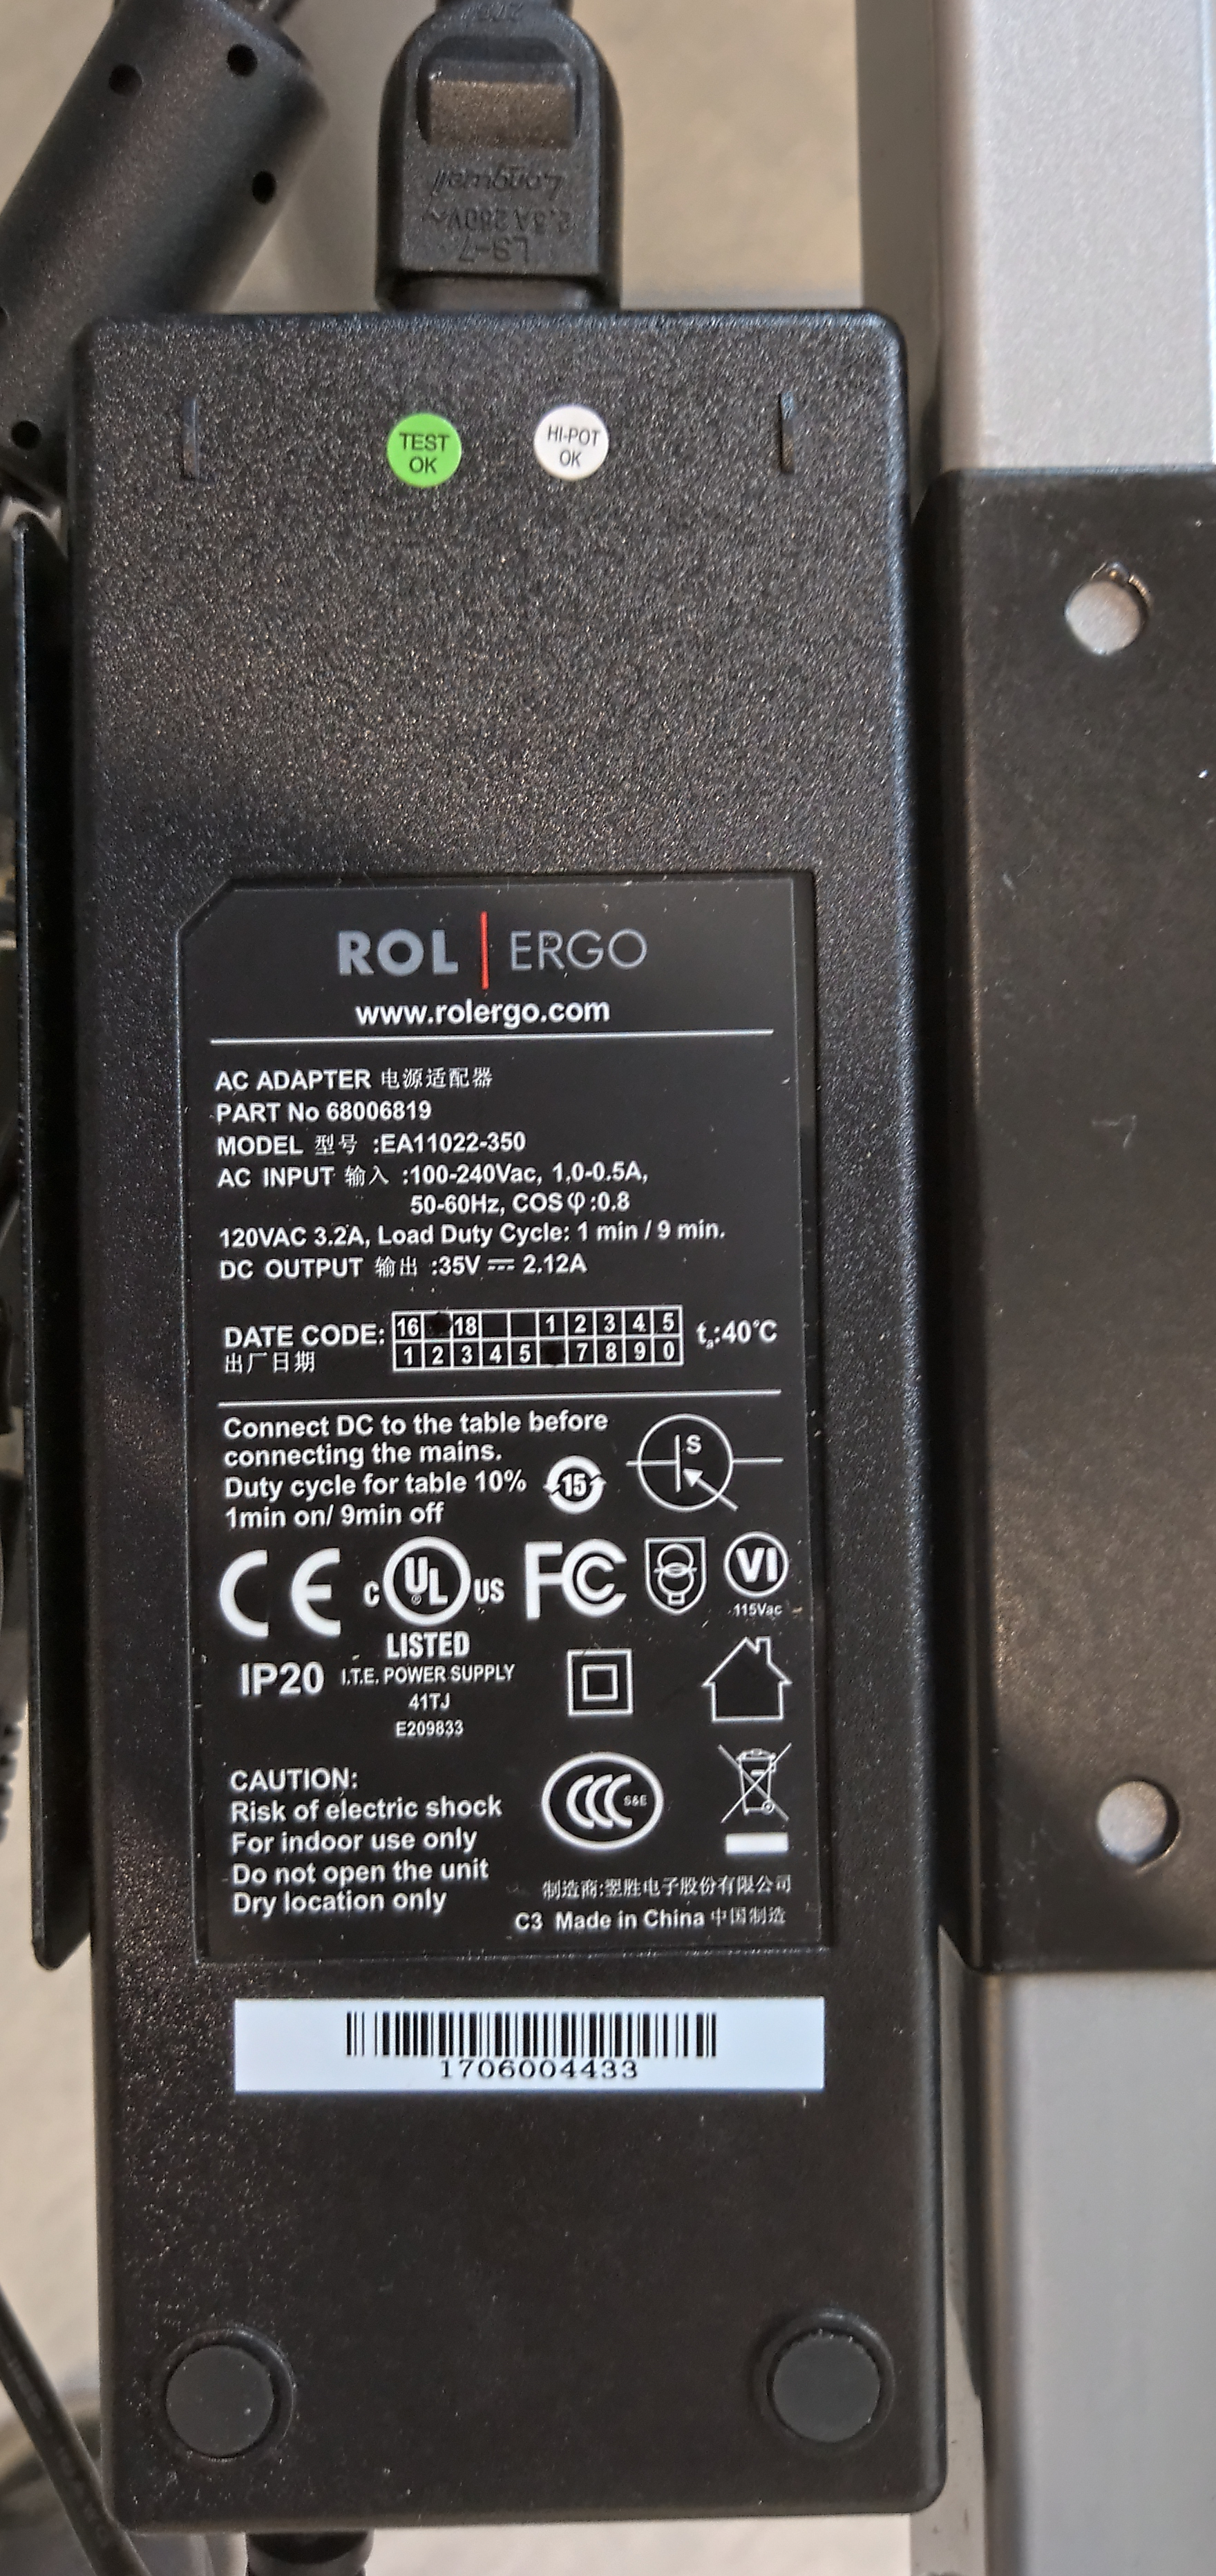 Longwell
2.5A 250V~
LS-7
TEST
OK
HI-POT
OK
ROL | ERGO
www.rolergo.com
AC ADAPTER 电源适配器
PART No 68006819
MODEL 型号 :EA11022-350
AC INPUT 输入 :100-240Vac, 1.0-0.5A,
50-60Hz, COSφ:0.8
120VAC 3.2A, Load Duty Cycle: 1 min / 9 min.
DC OUTPUT 输出 :35V ⎓ 2.12A
DATE CODE: 16 18 1 2 3 4 5 tₐ:40°C
出厂日期 1 2 3 4 5 7 8 9 0
Connect DC to the table before
connecting the mains.
Duty cycle for table 10%
1min on/ 9min off
15
S
CE c UL ® US FC VI
115Vac
LISTED
IP20 I.T.E. POWER SUPPLY
41TJ
E209833
CAUTION:
Risk of electric shock
For indoor use only
Do not open the unit
Dry location only
CCC S&E
制造商:翌胜电子股份有限公司
C3 Made in China 中国制造
1706004433